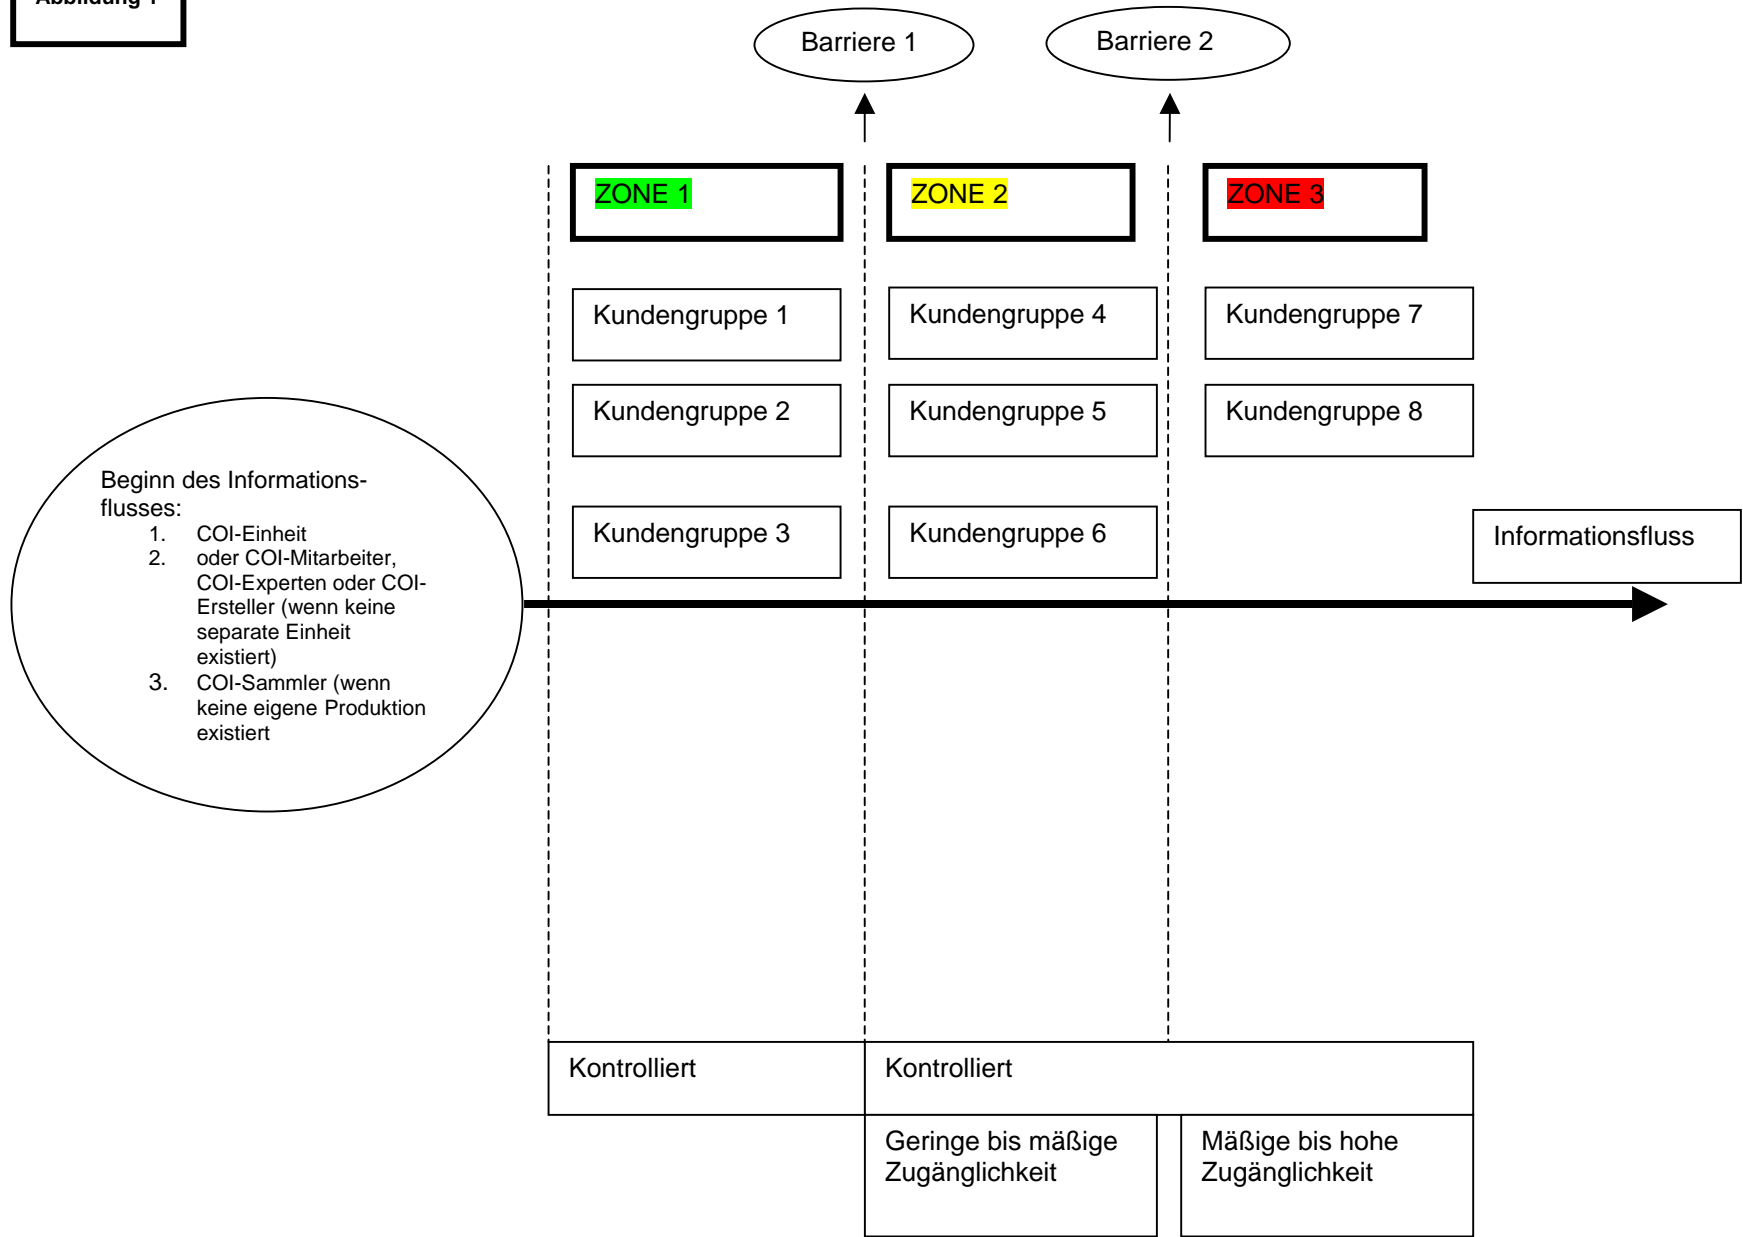 Abbildung 1
Barriere 1
Barriere 2
ZONE 1
ZONE 2
ZONE 3
Kundengruppe 1
Kundengruppe 4
Kundengruppe 7
Kundengruppe 2
Kundengruppe 5
Kundengruppe 8
Beginn des Informations-
flusses:
1. COI-Einheit
2. oder COI-Mitarbeiter,
COI-Experten oder COI-
Ersteller (wenn keine
separate Einheit
existiert)
3. COI-Sammler (wenn
keine eigene Produktion
existiert
Kundengruppe 3
Kundengruppe 6
Informationsfluss
Kontrolliert
Kontrolliert
Geringe bis mäßige
Zugänglichkeit
Mäßige bis hohe
Zugänglichkeit